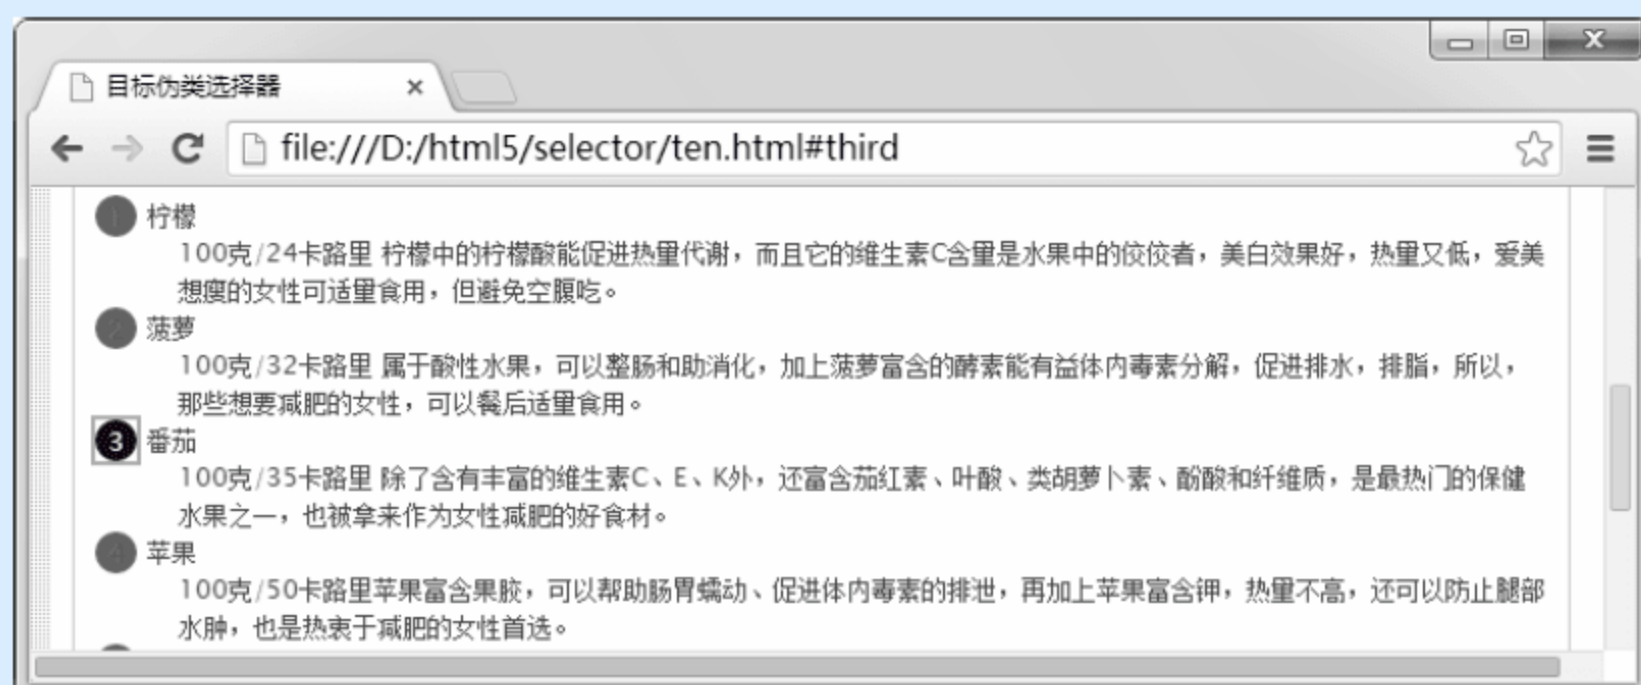 目标伪类选择器
file:///D:/html5/selector/ten.html#third
1 柠檬
100克/24卡路里 柠檬中的柠檬酸能促进热量代谢，而且它的维生素C含量是水果中的佼佼者，美白效果好，热量又低，爱美
想瘦的女性可适量食用，但避免空腹吃。
2 菠萝
100克/32卡路里 属于酸性水果，可以整肠和助消化，加上菠萝富含的酵素能有益体内毒素分解，促进排水，排脂，所以，
那些想要减肥的女性，可以餐后适量食用。
3 番茄
100克/35卡路里 除了含有丰富的维生素C、E、K外，还富含茄红素、叶酸、类胡萝卜素、酚酸和纤维质，是最热门的保健
水果之一，也被拿来作为女性减肥的好食材。
4 苹果
100克/50卡路里苹果富含果胶，可以帮助肠胃蠕动、促进体内毒素的排泄，再加上苹果富含钾，热量不高，还可以防止腿部
水肿，也是热衷于减肥的女性首选。